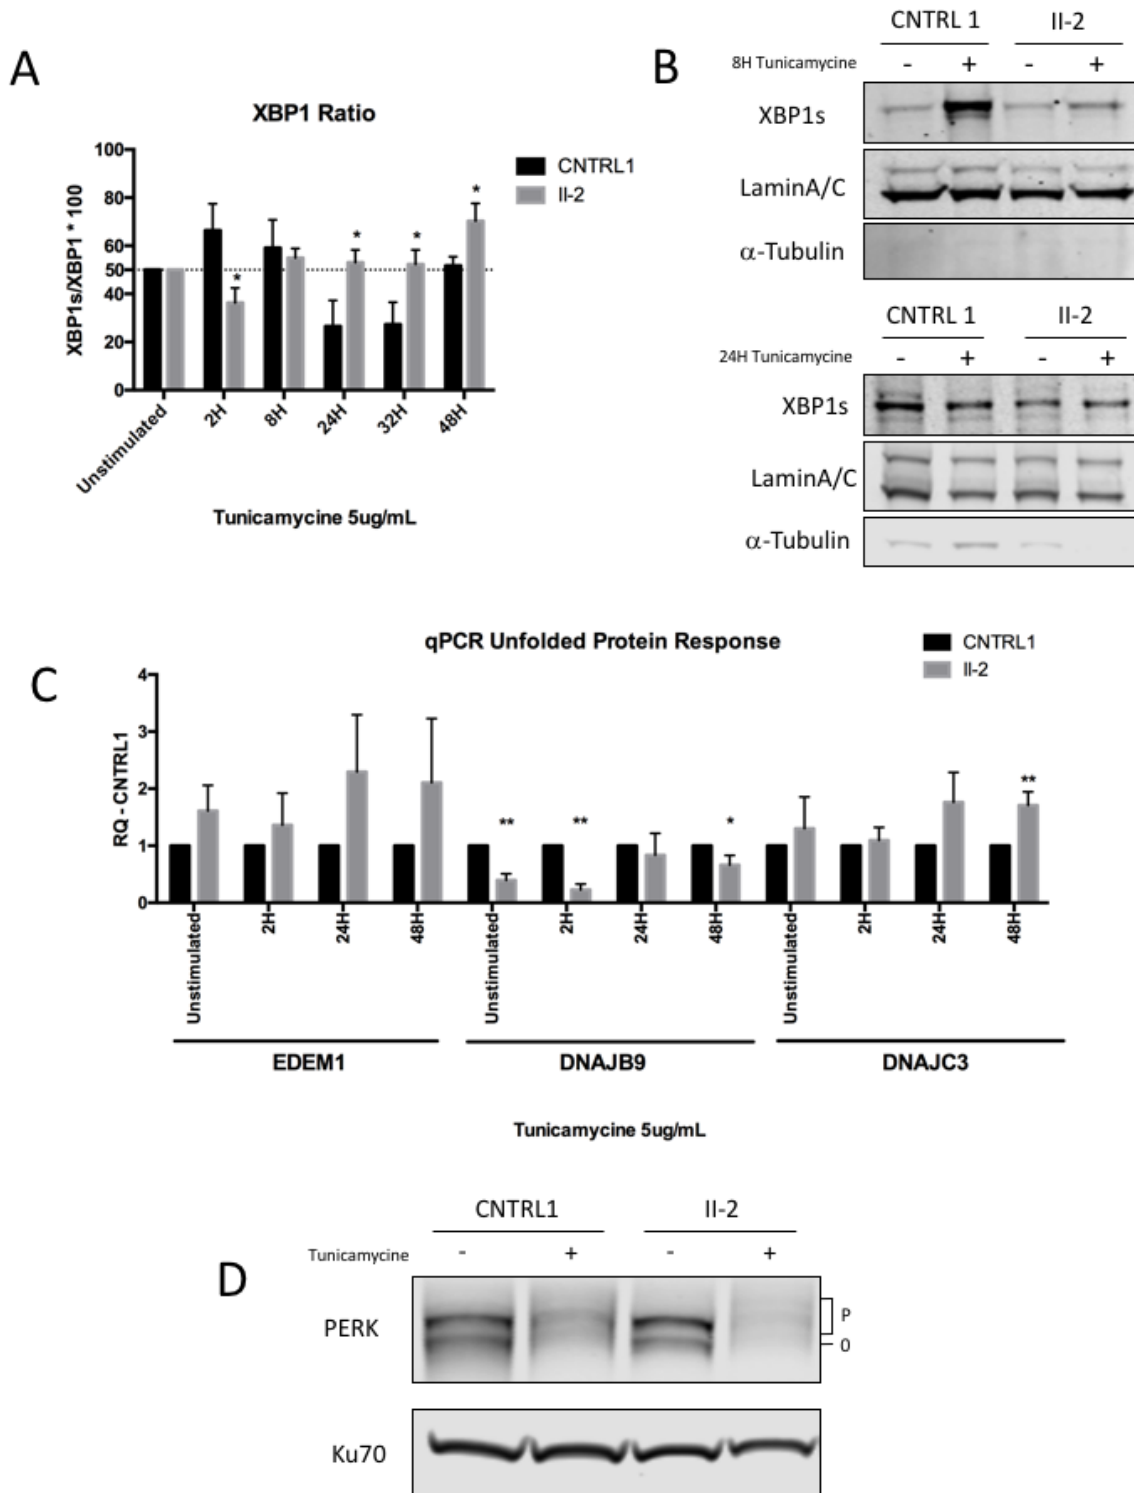 A
XBP1 Ratio
XBP1s/XBP1 * 100
100
80
60
50
40
20
0
CNTRL1
II-2
*
*
*
*
Unstimulated
2H
8H
24H
32H
48H
Tunicamycine 5ug/mL
B
CNTRL 1
II-2
8H Tunicamycine
-
+
-
+
XBP1s
LaminA/C
α-Tubulin
CNTRL 1
II-2
24H Tunicamycine
-
+
-
+
XBP1s
LaminA/C
α-Tubulin
C
qPCR Unfolded Protein Response
CNTRL1
II-2
RQ - CNTRL1
4
3
2
1
0
**
**
*
**
Unstimulated
2H
24H
48H
Unstimulated
2H
24H
48H
Unstimulated
2H
24H
48H
EDEM1
DNAJB9
DNAJC3
Tunicamycine 5ug/mL
D
CNTRL1
II-2
Tunicamycine
-
+
-
+
PERK
P
0
Ku70